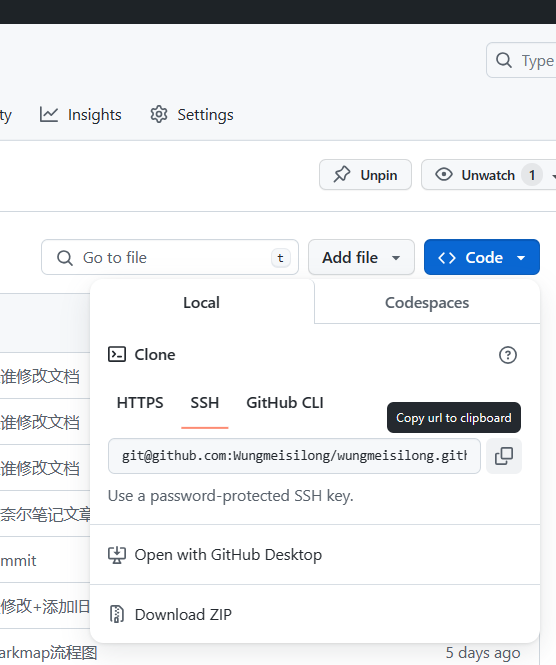 Type
ty
Insights
Settings
Unpin
Unwatch 1
Go to file t
Add file
Code
Local
Codespaces
谁修改文档
Clone
HTTPS
SSH
GitHub CLI
谁修改文档
Copy url to clipboard
git@github.com:Wungmeisilong/wungmeisilong.gith
谁修改文档
Use a password-protected SSH key.
奈尔笔记文章
Open with GitHub Desktop
mmit
修改+添加旧
Download ZIP
arkmap流程图
5 days ago